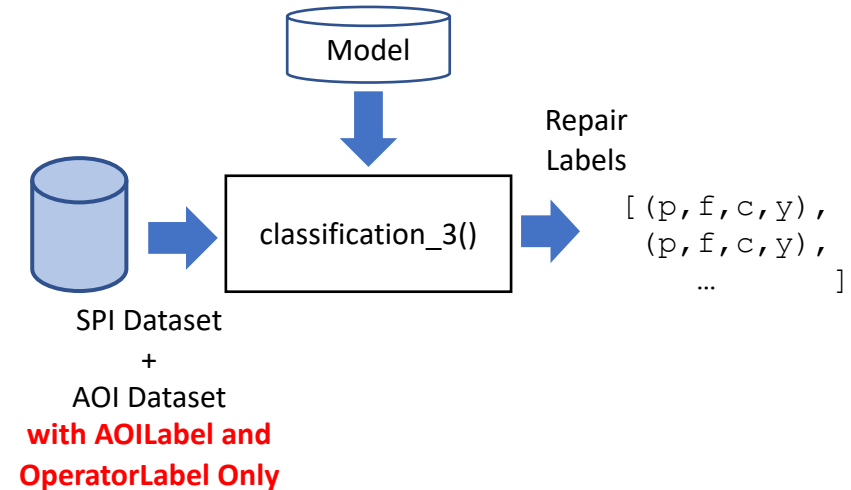 Model
Repair
Labels
classification_3()
[(p,f,c,y),
(p,f,c,y),
… ]
SPI Dataset
+
AOI Dataset
with AOILabel and
OperatorLabel Only